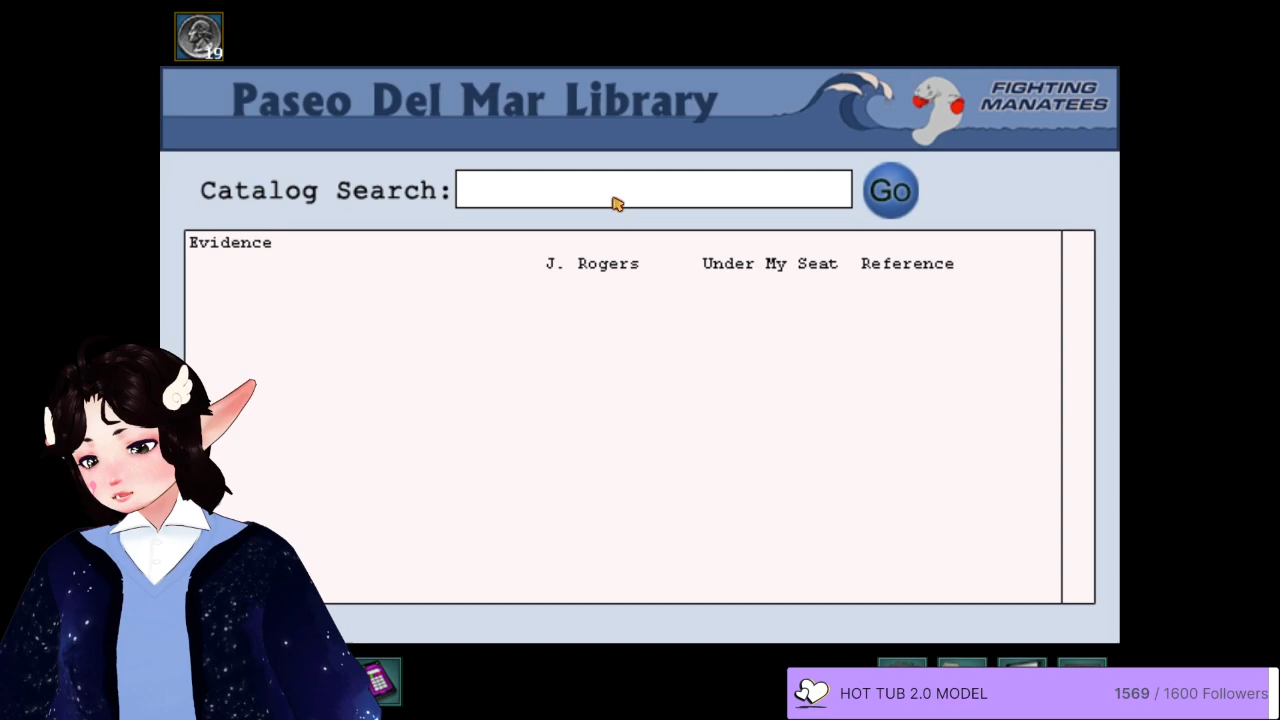 19
Paseo Del Mar Library
FIGHTING
MANATEES
Catalog Search:
Go
Evidence
J. Rogers Under My Seat Reference
HOT TUB 2.0 MODEL 1569 / 1600 Followers